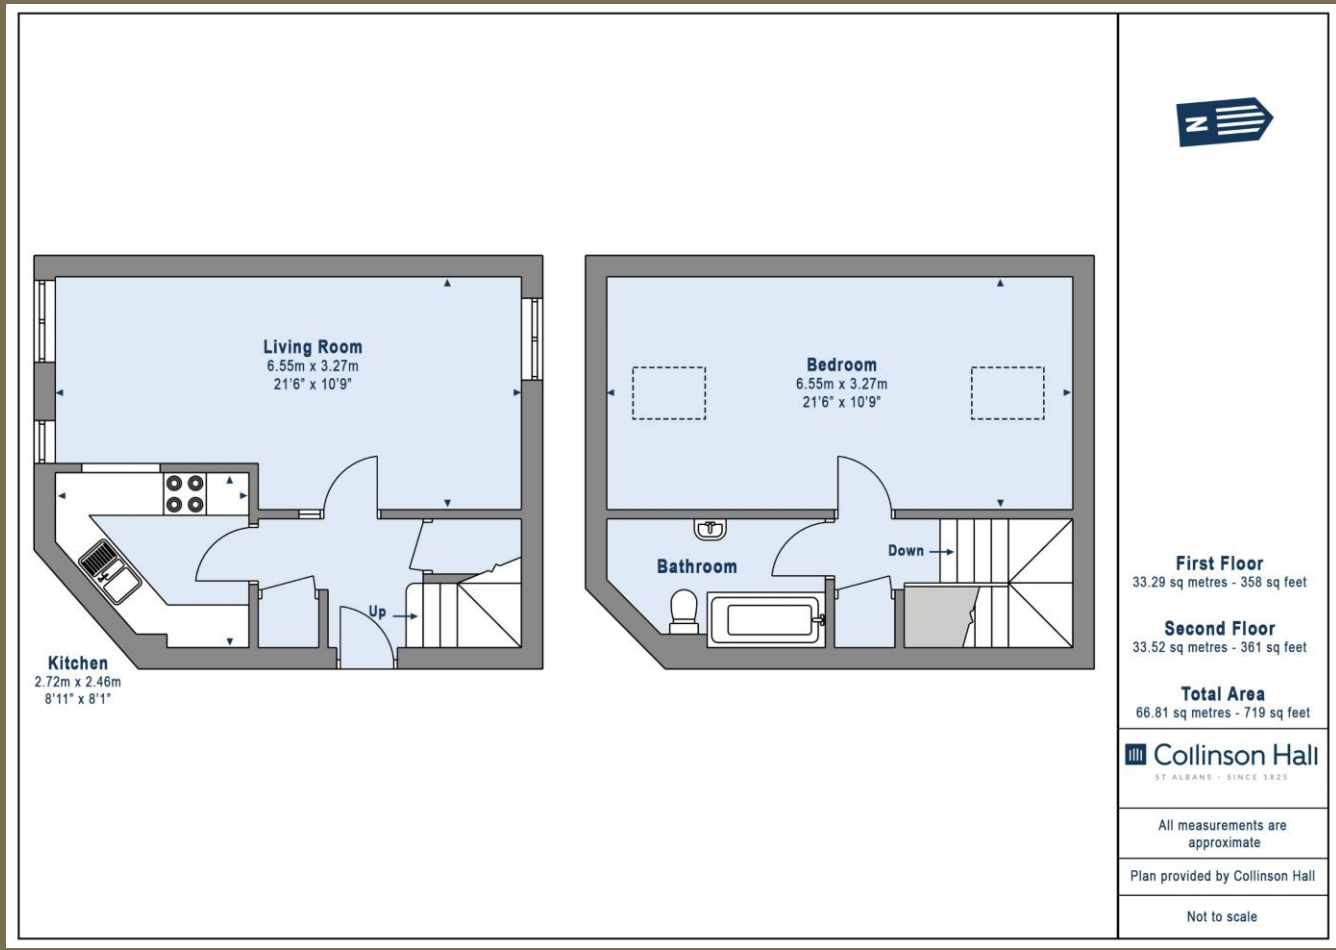 N
Living Room
6.55m x 3.27m
21'6" x 10'9"
Bedroom
6.55m x 3.27m
21'6" x 10'9"
Up
Bathroom
Down
Kitchen
2.72m x 2.46m
8'11" x 8'1"
First Floor
33.29 sq metres - 358 sq feet
Second Floor
33.52 sq metres - 361 sq feet
Total Area
66.81 sq metres - 719 sq feet
Collinson Hall
ST ALBANS - SINCE 1825
All measurements are
approximate
Plan provided by Collinson Hall
Not to scale